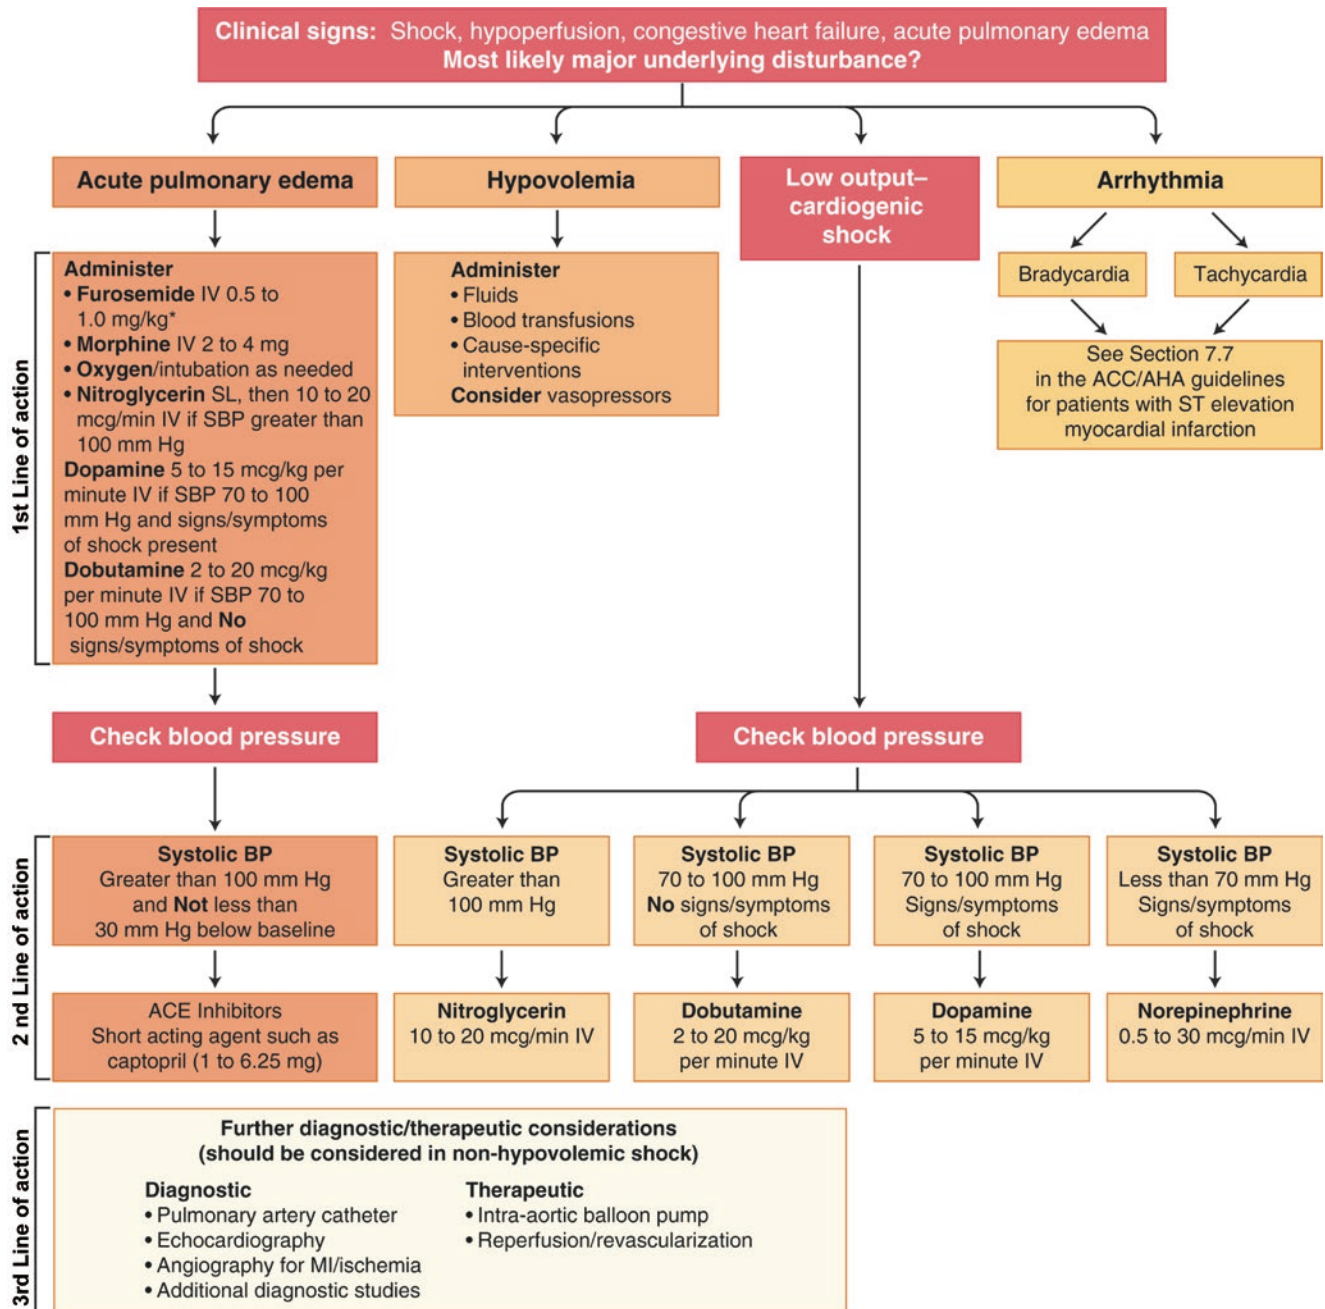 Clinical signs: Shock, hypoperfusion, congestive heart failure, acute pulmonary edema
Most likely major underlying disturbance?
Acute pulmonary edema
Hypovolemia
Low output–
cardiogenic
shock
Arrhythmia
Bradycardia
Tachycardia
1st Line of action
Administer
• Furosemide IV 0.5 to
1.0 mg/kg*
• Morphine IV 2 to 4 mg
• Oxygen/intubation as needed
• Nitroglycerin SL, then 10 to 20
mcg/min IV if SBP greater than
100 mm Hg
Dopamine 5 to 15 mcg/kg per
minute IV if SBP 70 to 100
mm Hg and signs/symptoms
of shock present
Dobutamine 2 to 20 mcg/kg
per minute IV if SBP 70 to
100 mm Hg and No
signs/symptoms of shock
Administer
• Fluids
• Blood transfusions
• Cause-specific
interventions
Consider vasopressors
See Section 7.7
in the ACC/AHA guidelines
for patients with ST elevation
myocardial infarction
Check blood pressure
Check blood pressure
2 nd Line of action
Systolic BP
Greater than 100 mm Hg
and Not less than
30 mm Hg below baseline
Systolic BP
Greater than
100 mm Hg
Systolic BP
70 to 100 mm Hg
No signs/symptoms
of shock
Systolic BP
70 to 100 mm Hg
Signs/symptoms
of shock
Systolic BP
Less than 70 mm Hg
Signs/symptoms
of shock
ACE Inhibitors
Short acting agent such as
captopril (1 to 6.25 mg)
Nitroglycerin
10 to 20 mcg/min IV
Dobutamine
2 to 20 mcg/kg
per minute IV
Dopamine
5 to 15 mcg/kg
per minute IV
Norepinephrine
0.5 to 30 mcg/min IV
3rd Line of action
Further diagnostic/therapeutic considerations
(should be considered in non-hypovolemic shock)
Diagnostic
• Pulmonary artery catheter
• Echocardiography
• Angiography for MI/ischemia
• Additional diagnostic studies
Therapeutic
• Intra-aortic balloon pump
• Reperfusion/revascularization